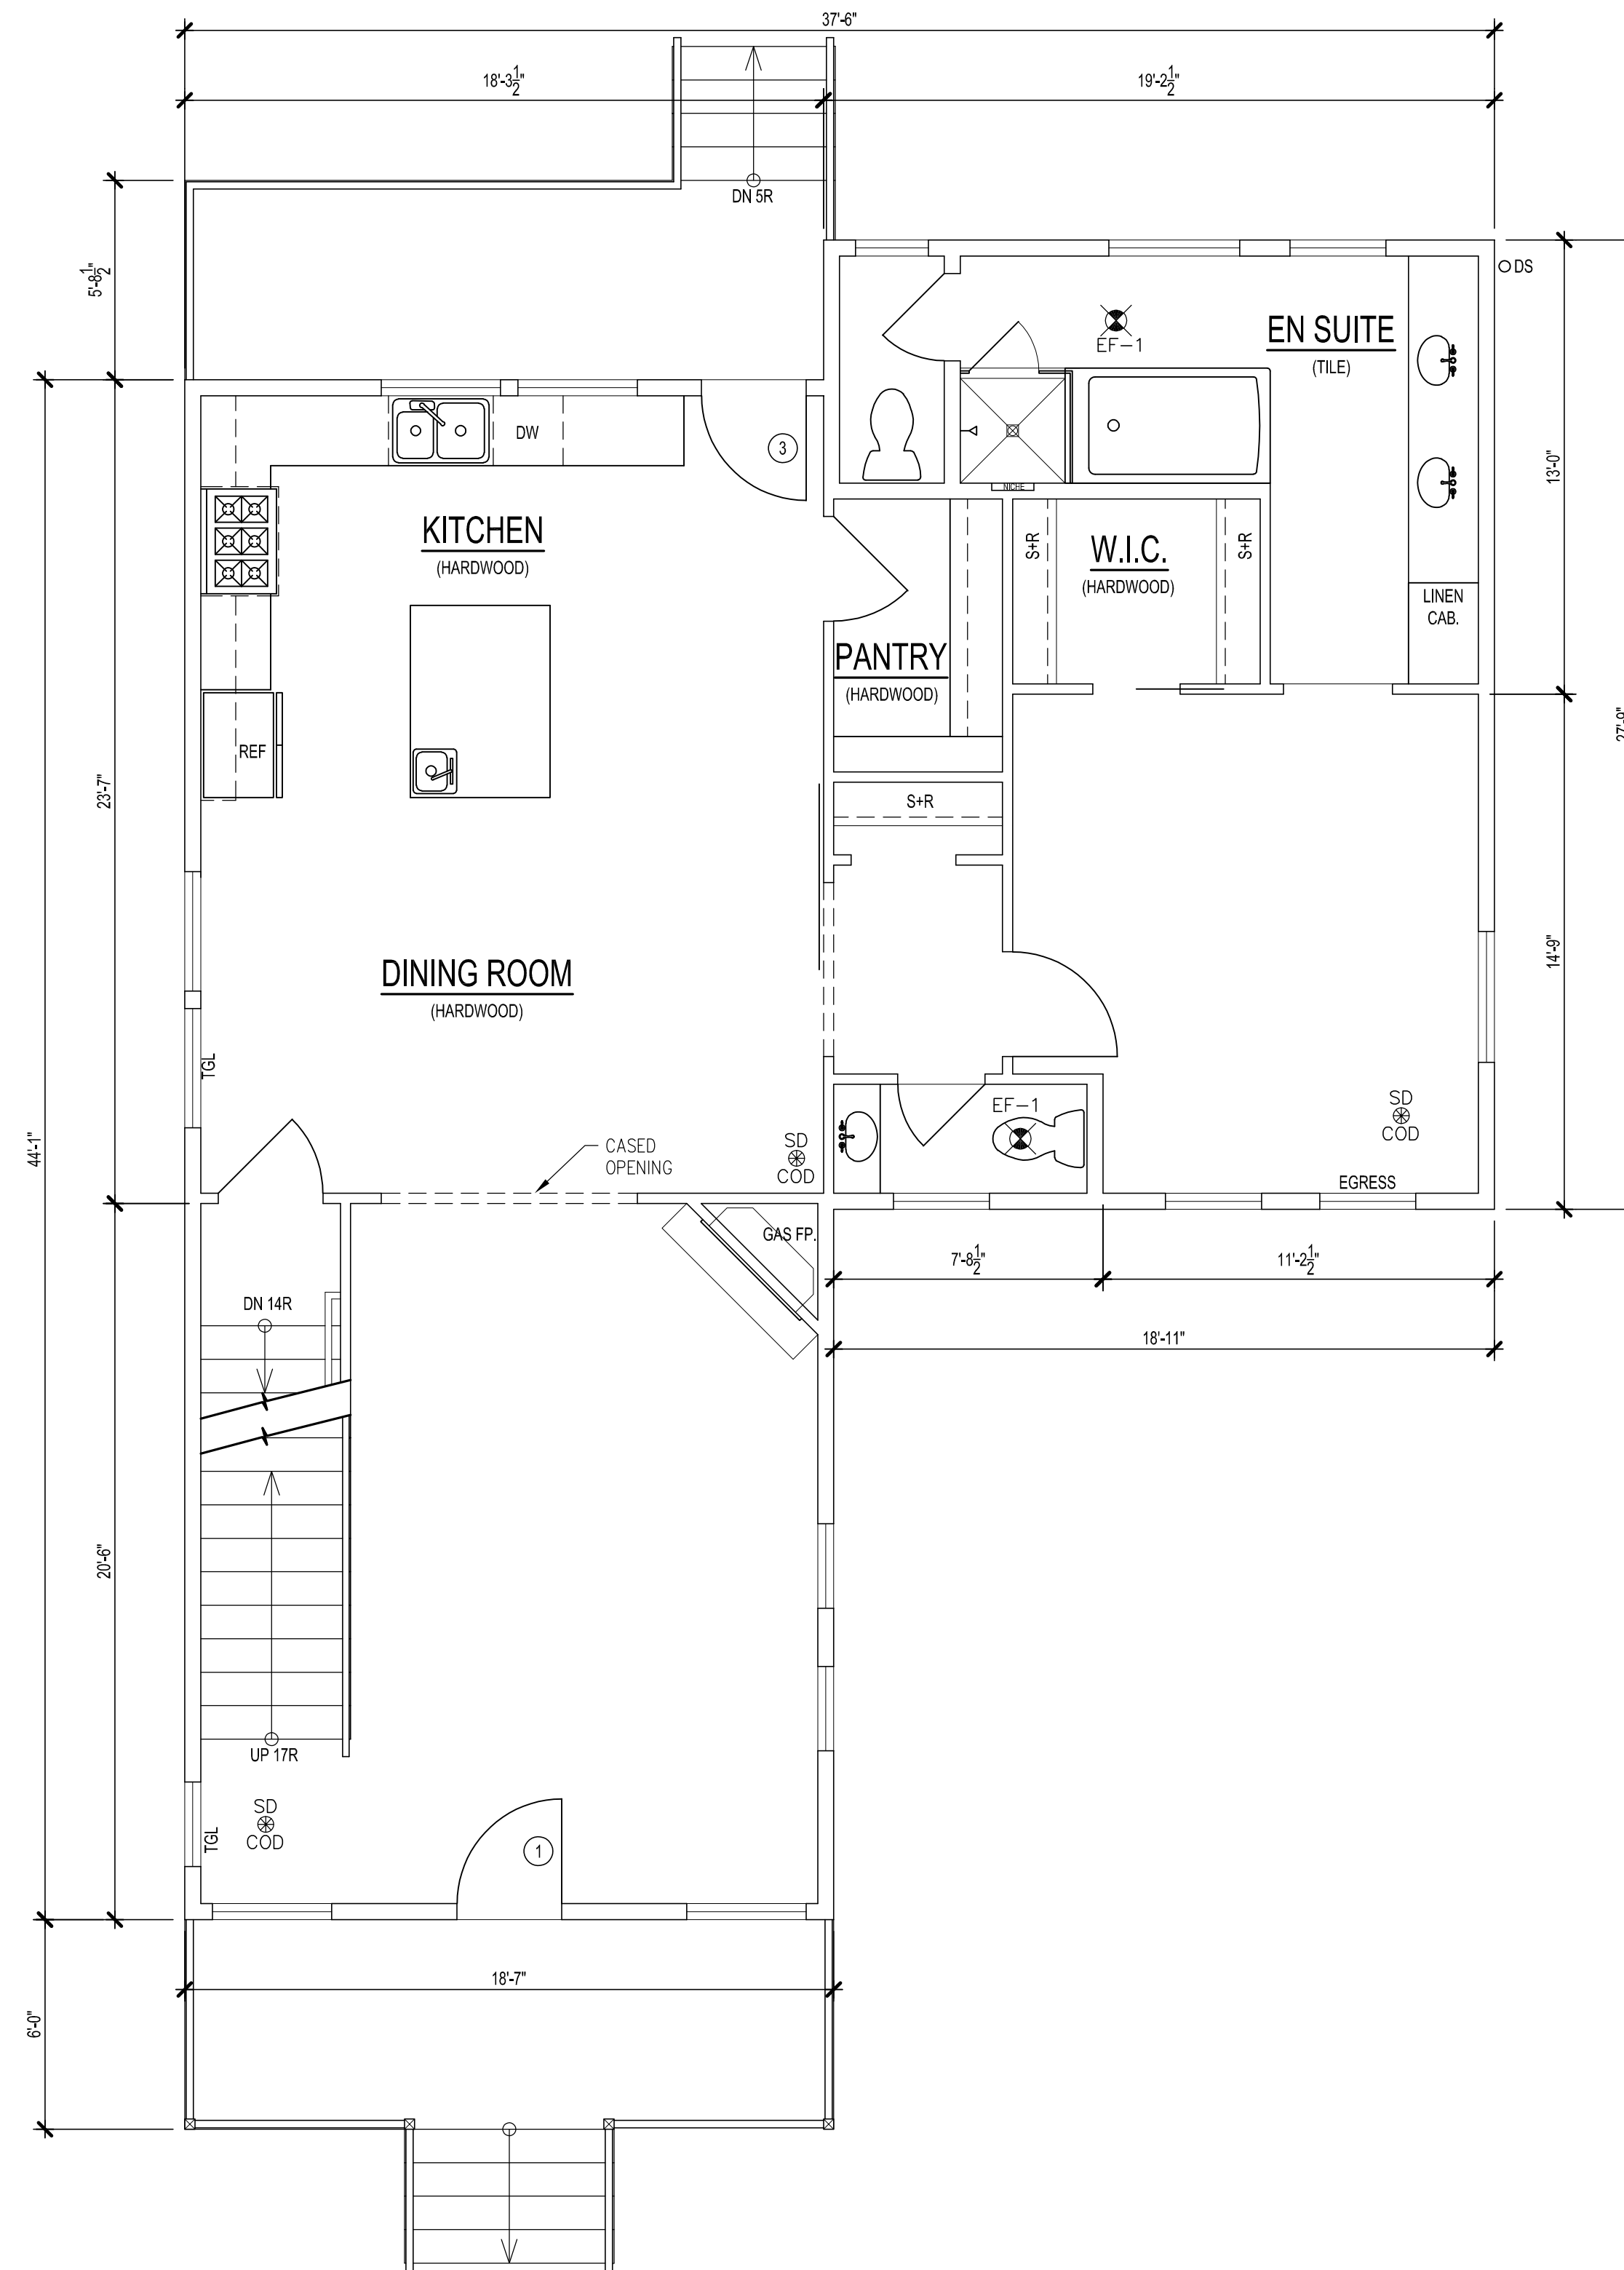 37'-6"
18'-3 1/2"
19'-2 1/2"
DN 5R
5'-8 1/2"
DS
EF-1
EN SUITE
(TILE)
DW
3
13'-0"
NICHE
KITCHEN
(HARDWOOD)
S+R
W.I.C.
(HARDWOOD)
S+R
LINEN
CAB.
PANTRY
(HARDWOOD)
27'-9"
REF
23'-7"
S+R
14'-9"
DINING ROOM
(HARDWOOD)
TGL
44'-1"
CASED
OPENING
SD
COD
EF-1
SD
COD
EGRESS
GAS FP.
7'-8 1/2"
11'-2 1/2"
DN 14R
18'-11"
20'-6"
UP 17R
SD
COD
TGL
1
18'-7"
6'-0"